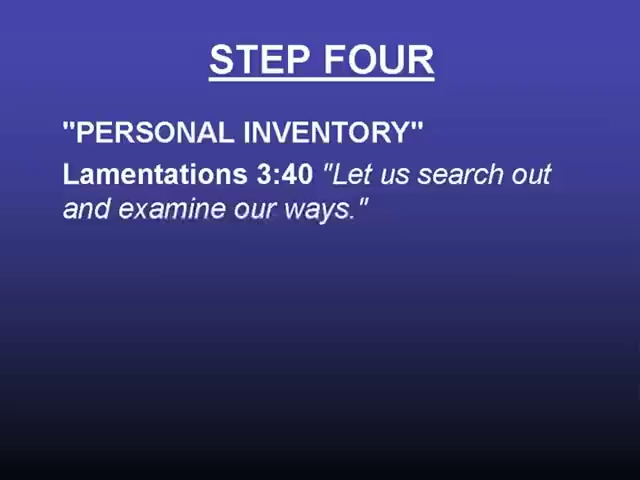 STEP FOUR
"PERSONAL INVENTORY"
Lamentations 3:40 "Let us search out
and examine our ways."